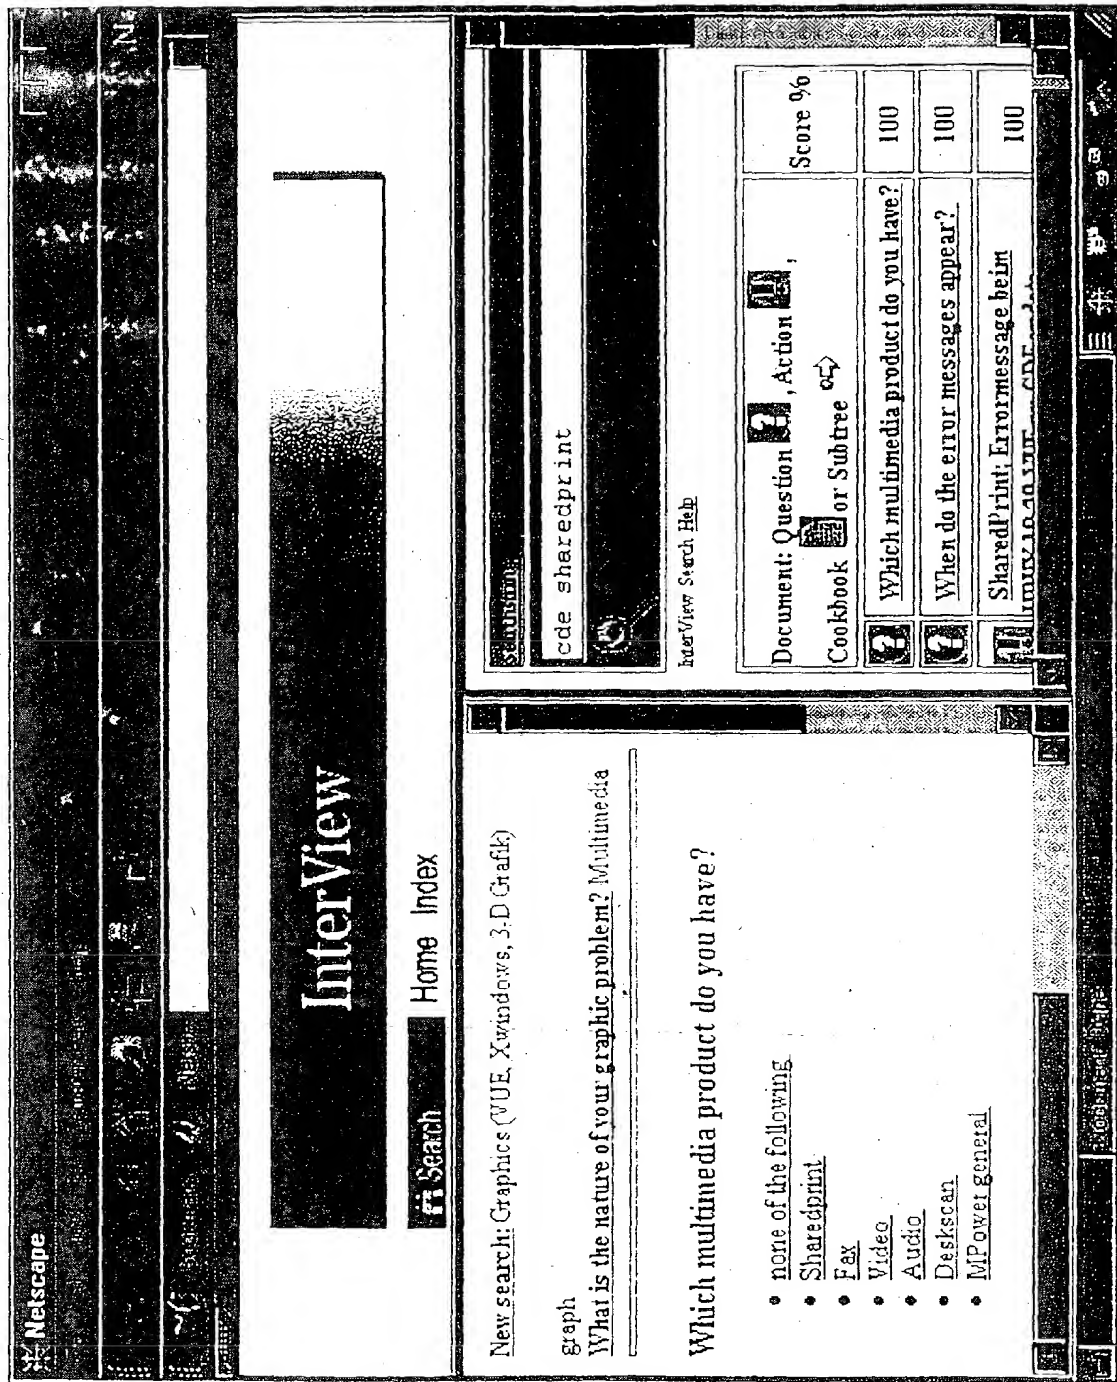 Netscape
InterView
Search Home Index
New search: Graphics (VUE, Xwindows, 3-D Grafik)
graph
What is the nature of your graphic problem? Multimedia
Which multimedia product do you have?
• none of the following
• Sharedprint
• Fax
• Video
• Audio
• Deskscan
• MPower general
cde sharedprint
InterView Search Help
Document: Question ?, Action ,
Cookbook or Subtree
Score %
? Which multimedia product do you have? 100
? When do the error messages appear? 100
SharedPrint; Errormessage beim 100
Document: Done